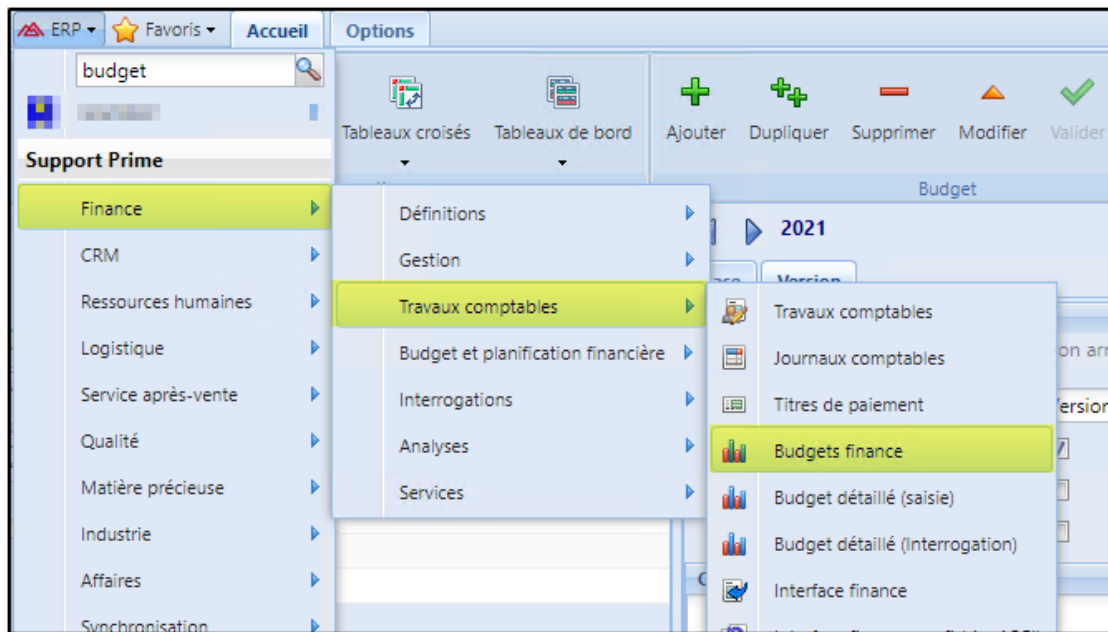 ERP Favoris Accueil Options
budget
Tableaux croisés Tableaux de bord Ajouter Dupliquer Supprimer Modifier Valider
Support Prime
Budget
Finance
CRM
Ressources humaines
Logistique
Service après-vente
Qualité
Matière précieuse
Industrie
Affaires
Synchronisation
Définitions
Gestion
Travaux comptables
Budget et planification financière
Interrogations
Analyses
Services
2021
Version
Travaux comptables
Journaux comptables
Titres de paiement
Budgets finance
Budget détaillé (saisie)
Budget détaillé (Interrogation)
Interface finance